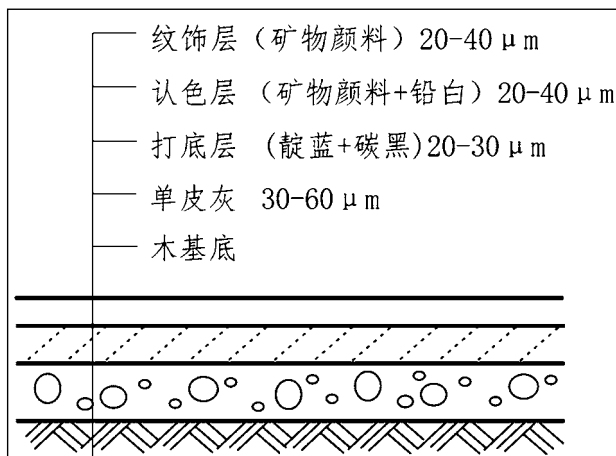 纹饰层（矿物颜料）20-40μm
认色层（矿物颜料+铅白）20-40μm
打底层 (靛蓝+碳黑)20-30μm
单皮灰 30-60μm
木基底